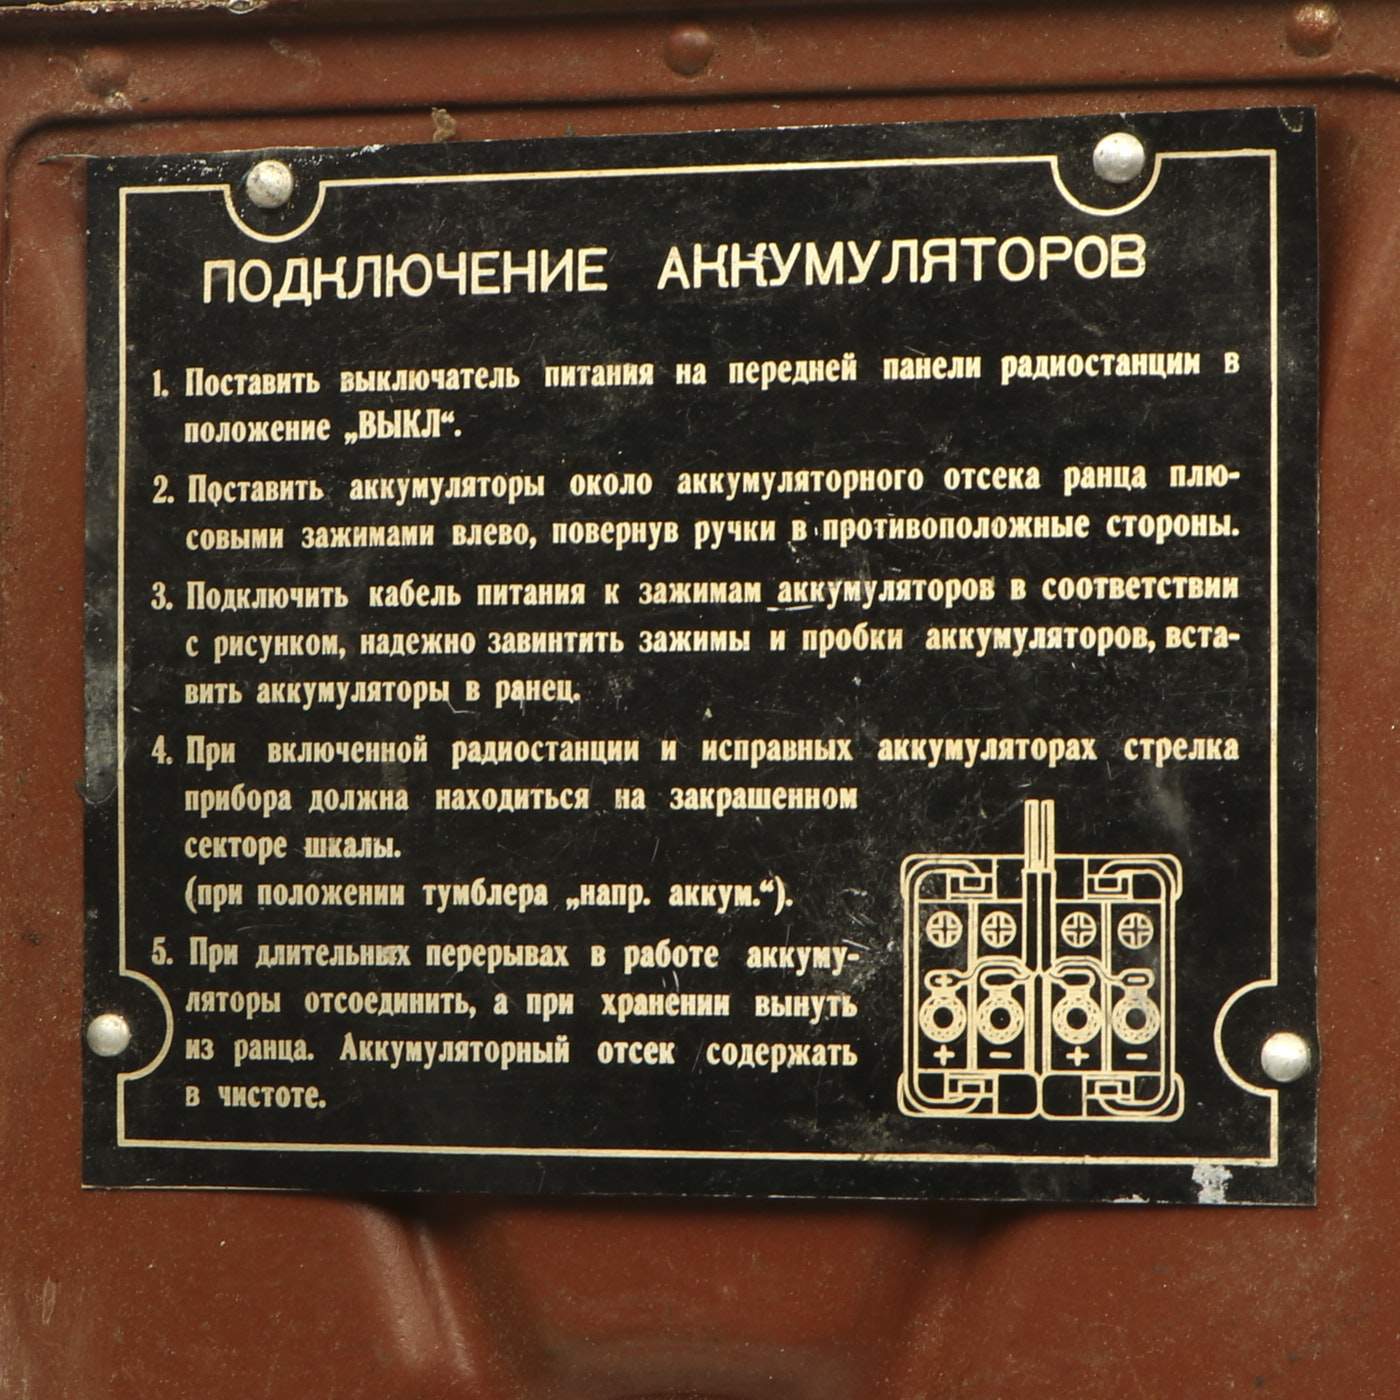 ПОДКЛЮЧЕНИЕ АККУМУЛЯТОРОВ
1. Поставить выключатель питания на передней панели радиостанции в
положение „ВЫКЛ“.
2. Поставить аккумуляторы около аккумуляторного отсека ранца плю-
совыми зажимами влево, повернув ручки в противоположные стороны.
3. Подключить кабель питания к зажимам аккумуляторов в соответствии
с рисунком, надежно завинтить зажимы и пробки аккумуляторов, вста-
вить аккумуляторы в ранец.
4. При включенной радиостанции и исправных аккумуляторах стрелка
прибора должна находиться на закрашенном
секторе шкалы.
(при положении тумблера „напр. аккум.“).
5. При длительных перерывах в работе аккуму-
ляторы отсоединить, а при хранении вынуть
из ранца. Аккумуляторный отсек содержать
в чистоте.
+ − + −
+ − + −